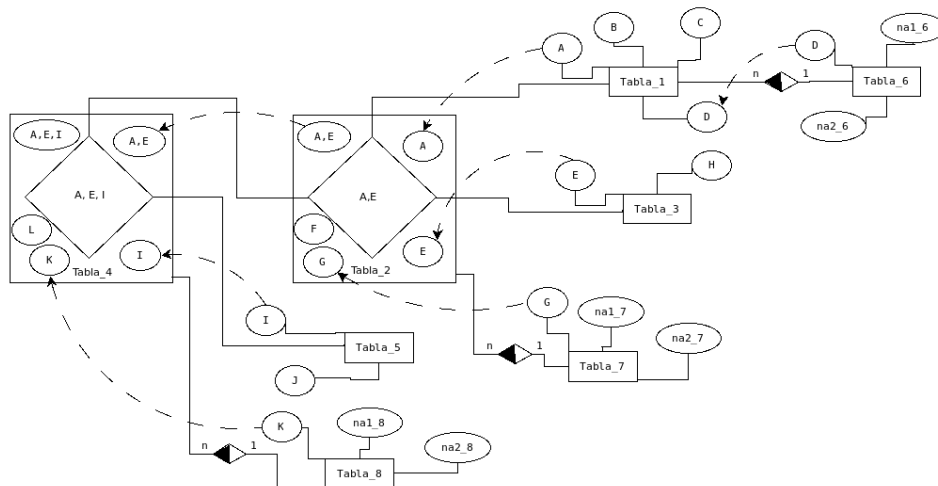 C
B
na1_6
D
A
n
1
Tabla_1
Tabla_6
D
na2_6
A,E,I
A,E
A,E
A
E
H
A, E, I
A,E
Tabla_3
L
F
K
I
G
E
Tabla_4
Tabla_2
G
na1_7
I
na2_7
n
1
Tabla_5
Tabla_7
J
K
na1_8
na2_8
n
1
Tabla_8